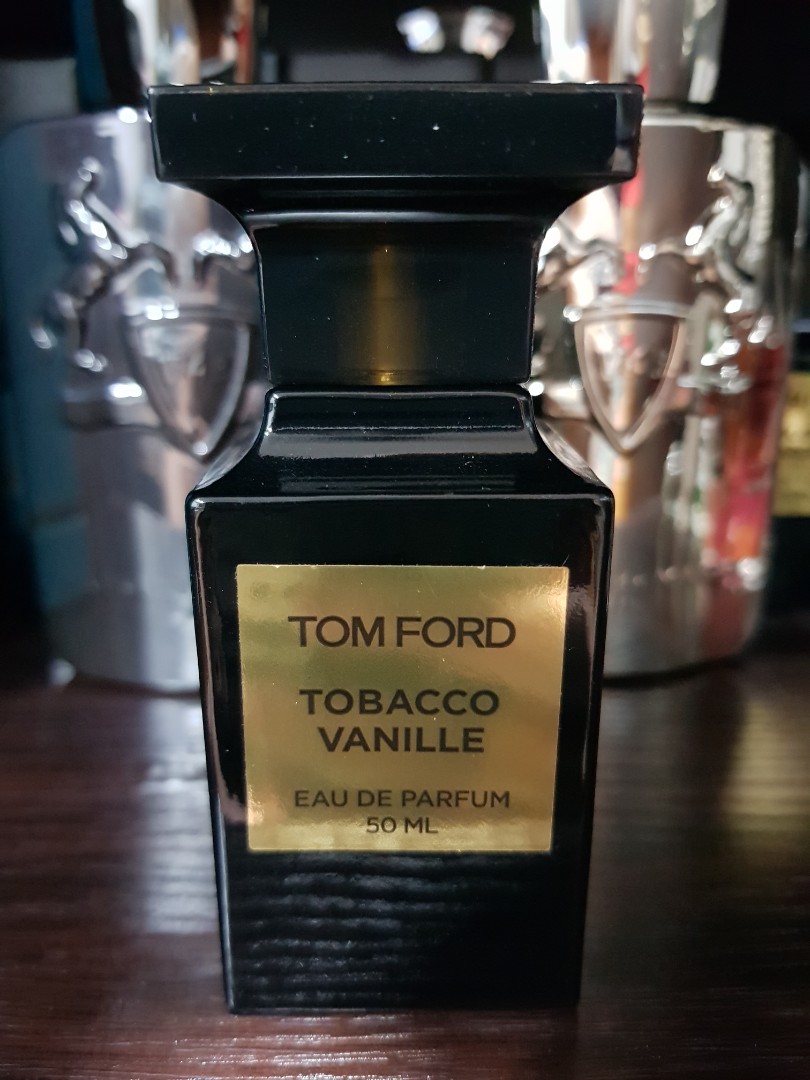 TOM FORD
TOBACCO
VANILLE
EAU DE PARFUM
50 ML